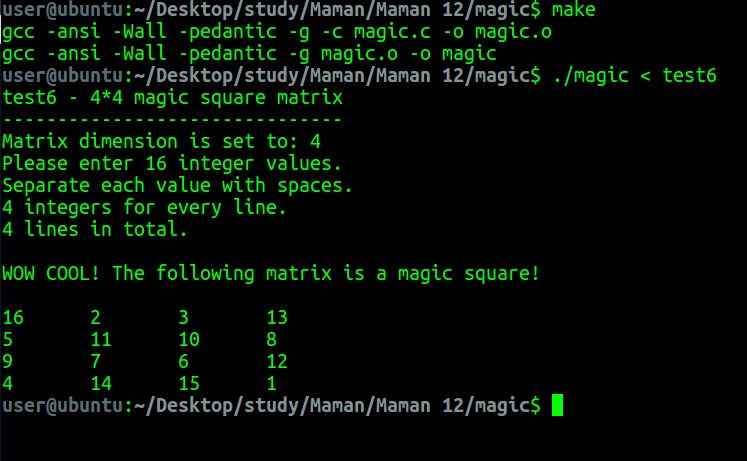 user@ubuntu:~/Desktop/study/Maman/Maman 12/magic$ make
gcc -ansi -Wall -pedantic -g -c magic.c -o magic.o
gcc -ansi -Wall -pedantic -g magic.o -o magic
user@ubuntu:~/Desktop/study/Maman/Maman 12/magic$ ./magic < test6
test6 - 4*4 magic square matrix
-------------------------------
Matrix dimension is set to: 4
Please enter 16 integer values.
Separate each value with spaces.
4 integers for every line.
4 lines in total.

WOW COOL! The following matrix is a magic square!

16      2       3       13
5       11      10      8
9       7       6       12
4       14      15      1
user@ubuntu:~/Desktop/study/Maman/Maman 12/magic$